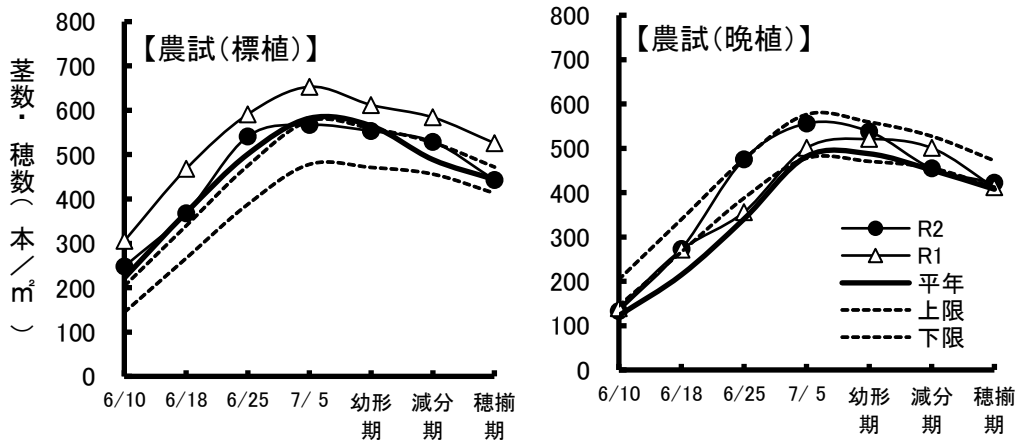 茎数・穂数（本／㎡）
【農試（標植）】
800
700
600
500
400
300
200
100
0
6/10
6/18
6/25
7/ 5
幼形
期
減分
期
穂揃
期
【農試（晩植）】
800
700
600
500
400
300
200
100
0
R2
R1
平年
上限
下限
6/10
6/18
6/25
7/ 5
幼形
期
減分
期
穂揃
期